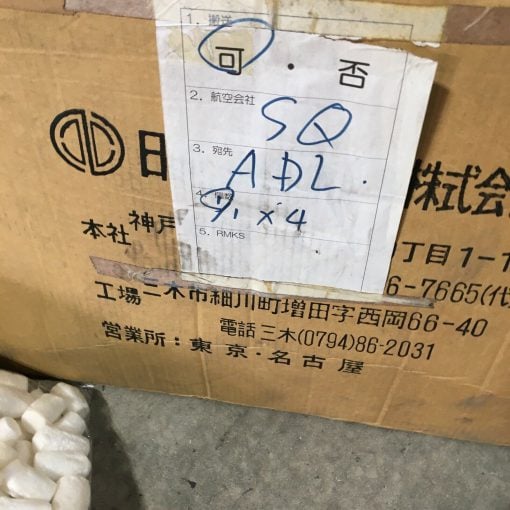 1. 搬送
可 ・ 否
2. 航空会社
SQ
3. 宛先
ADL
4.
1/1 x 4
5. RMKS
日
株式会
本社 神戸
丁目1-1
6-7665(代
工場 三木市細川町増田字西岡66-40
電話 三木(0794)86-2031
営業所：東京・名古屋